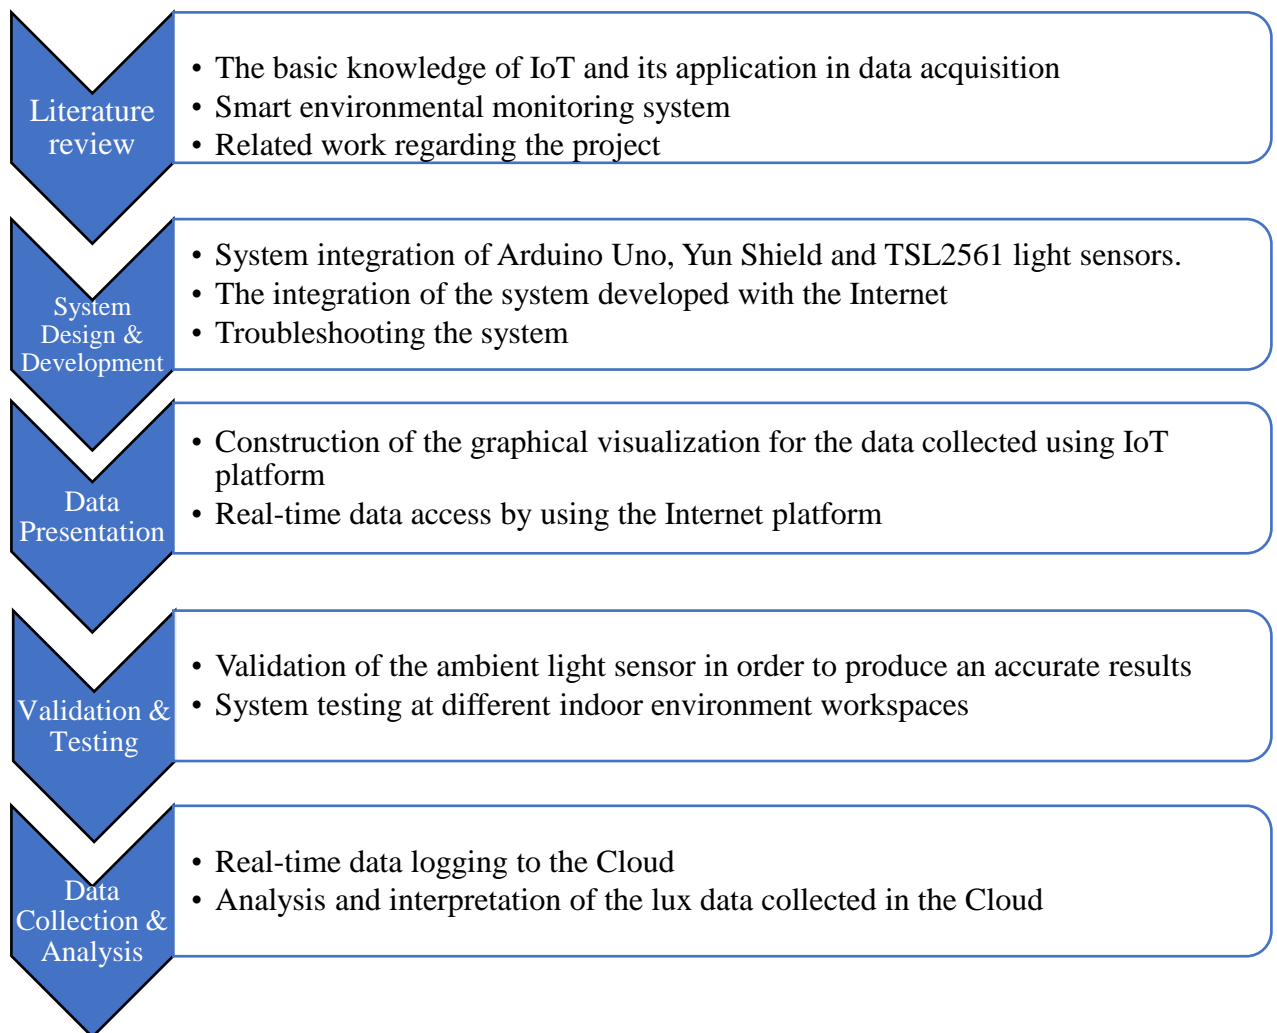 Literature
review
• The basic knowledge of IoT and its application in data acquisition
• Smart environmental monitoring system
• Related work regarding the project
System
Design &
Development
• System integration of Arduino Uno, Yun Shield and TSL2561 light sensors.
• The integration of the system developed with the Internet
• Troubleshooting the system
Data
Presentation
• Construction of the graphical visualization for the data collected using IoT
platform
• Real-time data access by using the Internet platform
Validation &
Testing
• Validation of the ambient light sensor in order to produce an accurate results
• System testing at different indoor environment workspaces
Data
Collection &
Analysis
• Real-time data logging to the Cloud
• Analysis and interpretation of the lux data collected in the Cloud